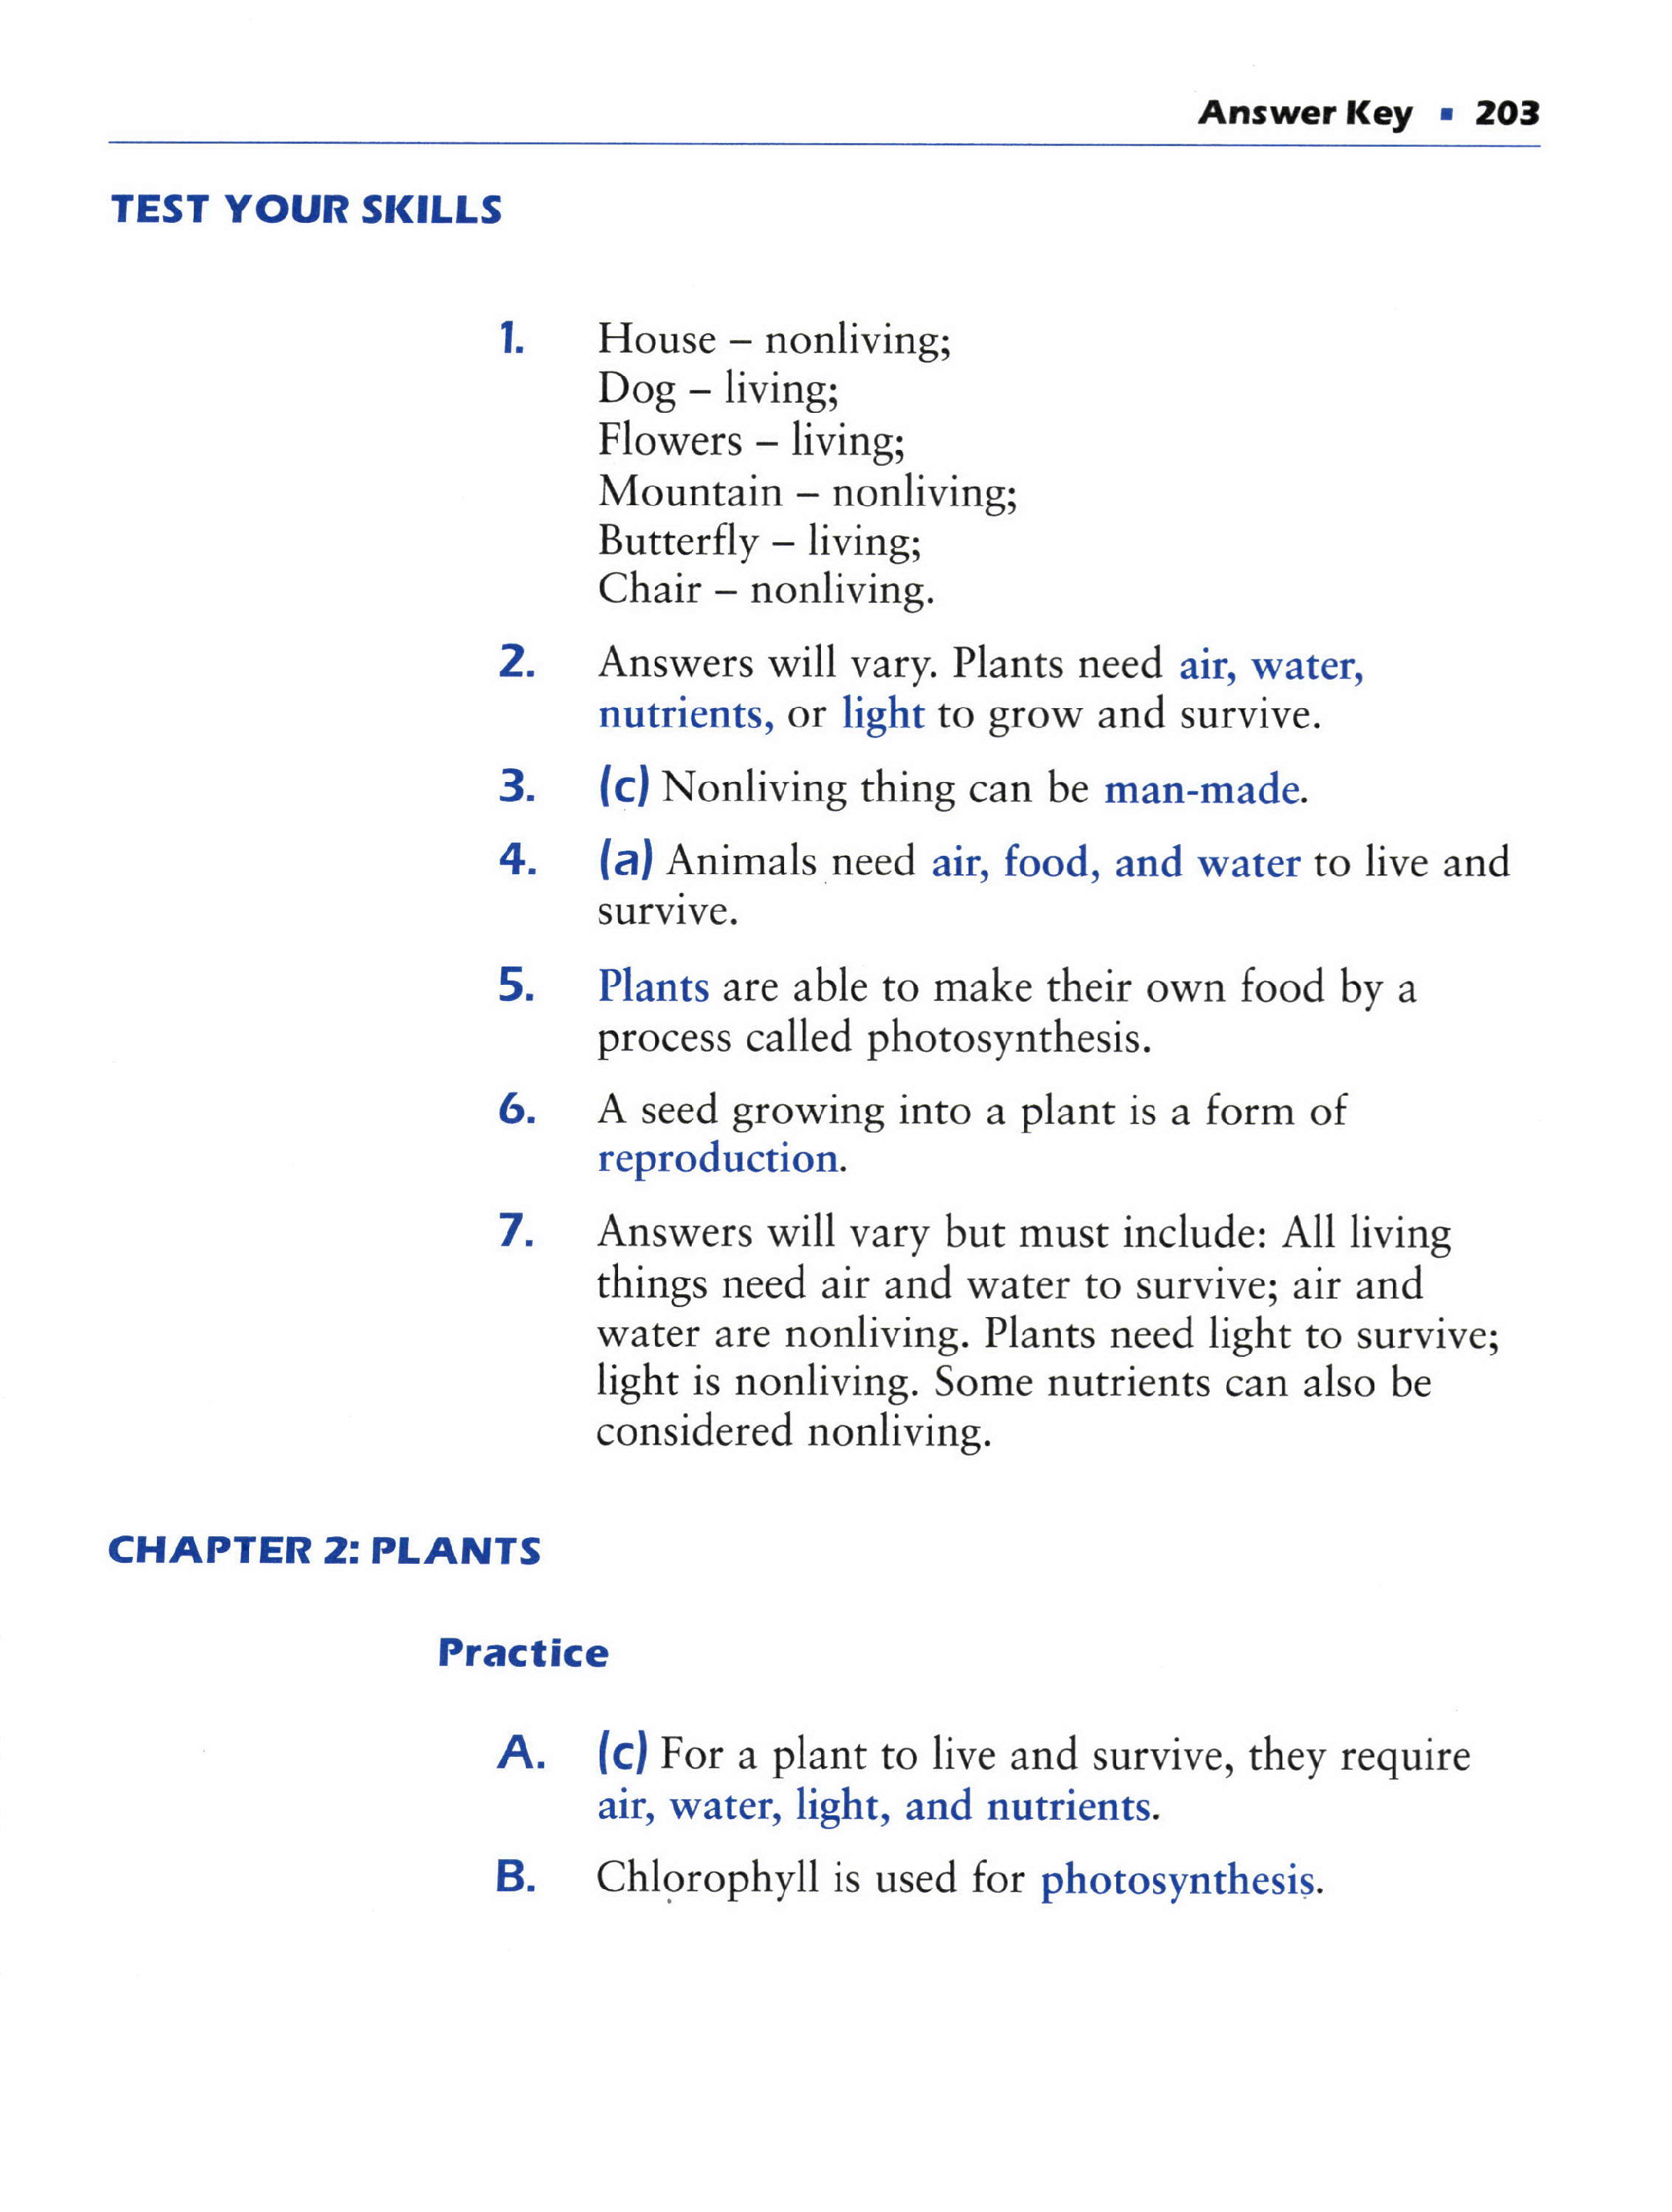 Answer Key ▪ 203
TEST YOUR SKILLS
1. House – nonliving;
Dog – living;
Flowers – living;
Mountain – nonliving;
Butterfly – living;
Chair – nonliving.
2. Answers will vary. Plants need air, water,
nutrients, or light to grow and survive.
3. (c) Nonliving thing can be man-made.
4. (a) Animals need air, food, and water to live and
survive.
5. Plants are able to make their own food by a
process called photosynthesis.
6. A seed growing into a plant is a form of
reproduction.
7. Answers will vary but must include: All living
things need air and water to survive; air and
water are nonliving. Plants need light to survive;
light is nonliving. Some nutrients can also be
considered nonliving.
CHAPTER 2: PLANTS
Practice
A. (c) For a plant to live and survive, they require
air, water, light, and nutrients.
B. Chlorophyll is used for photosynthesis.